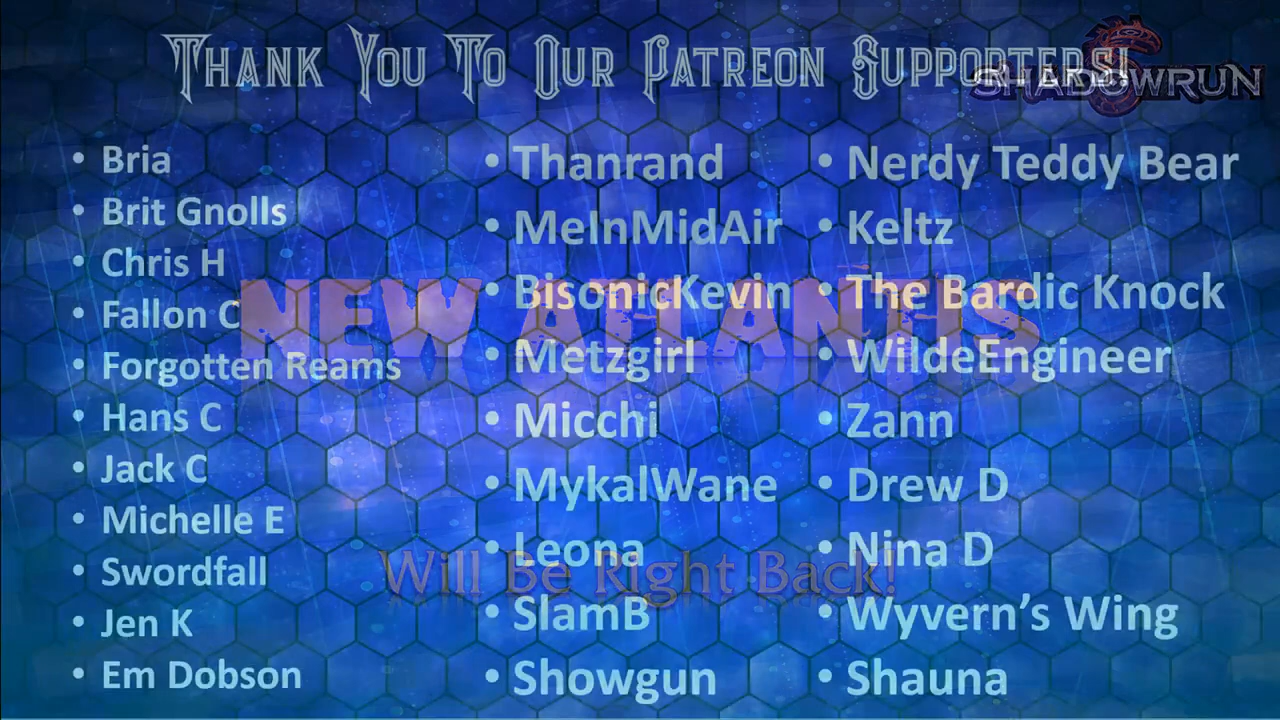 Thank You To Our Patreon Supporters!
SHADOWRUN
• Bria
• Brit Gnolls
• Chris H
• Fallon C
• Forgotten Reams
• Hans C
• Jack C
• Michelle E
• Swordfall
• Jen K
• Em Dobson
• Thanrand
• MeInMidAir
• BisonicKevin
• Metzgirl
• Micchi
• MykalWane
• Leona
• SlamB
• Showgun
• Nerdy Teddy Bear
• Keltz
• The Bardic Knock
• WildeEngineer
• Zann
• Drew D
• Nina D
• Wyvern’s Wing
• Shauna
NEW ATLANTIS
Will Be Right Back!